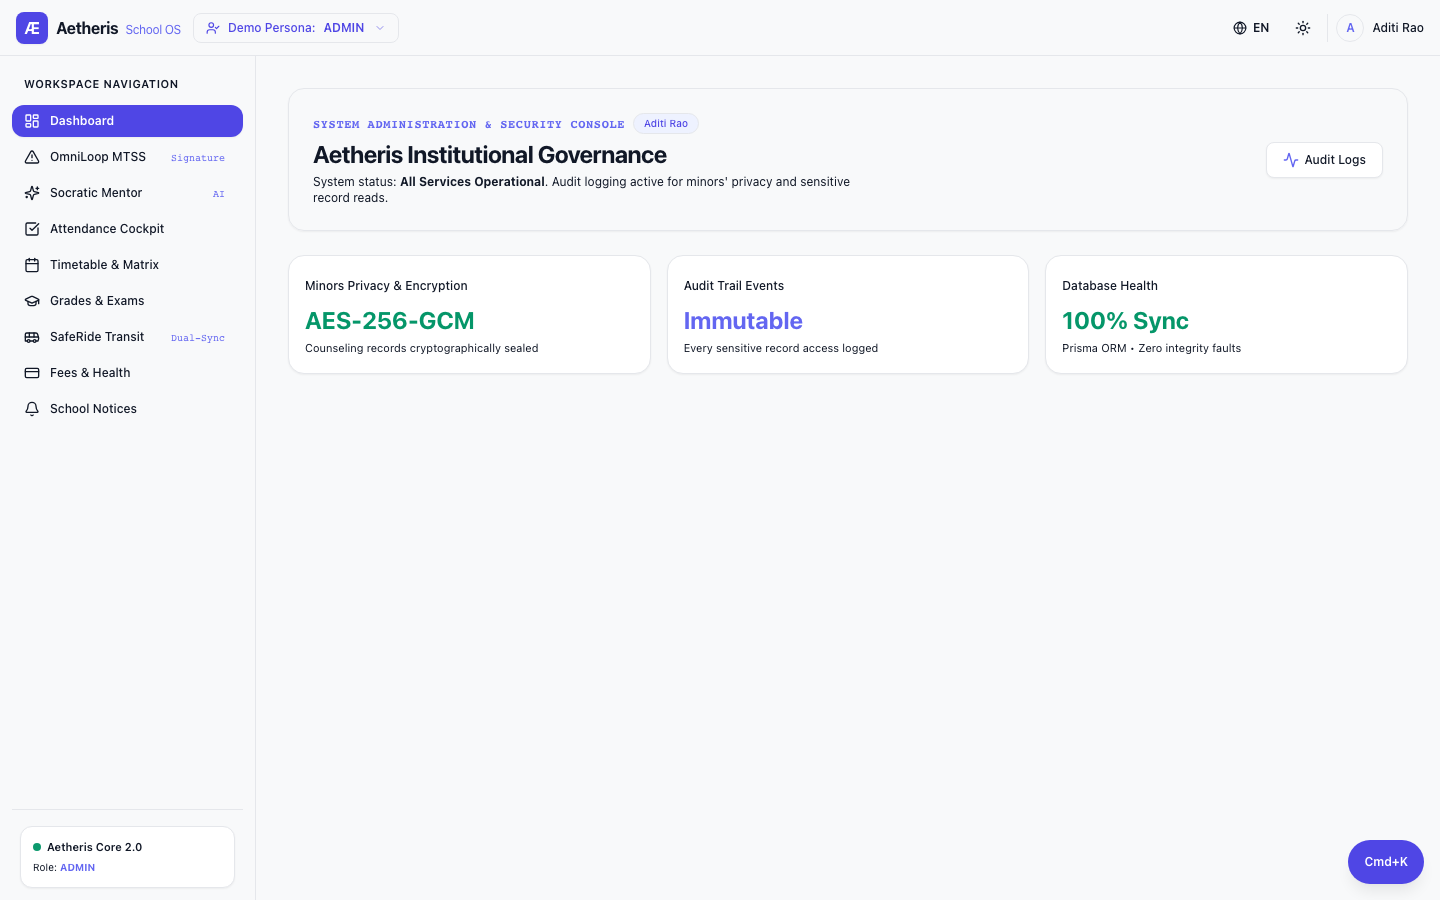 Æ Aetheris School OS Demo Persona: ADMIN EN A Aditi Rao
WORKSPACE NAVIGATION
Dashboard
OmniLoop MTSS Signature
Socratic Mentor AI
Attendance Cockpit
Timetable & Matrix
Grades & Exams
SafeRide Transit Dual-Sync
Fees & Health
School Notices
Aetheris Core 2.0
Role: ADMIN
SYSTEM ADMINISTRATION & SECURITY CONSOLE Aditi Rao
Aetheris Institutional Governance
System status: All Services Operational. Audit logging active for minors' privacy and sensitive
record reads.
Audit Logs
Minors Privacy & Encryption
AES-256-GCM
Counseling records cryptographically sealed
Audit Trail Events
Immutable
Every sensitive record access logged
Database Health
100% Sync
Prisma ORM • Zero integrity faults
Cmd+K